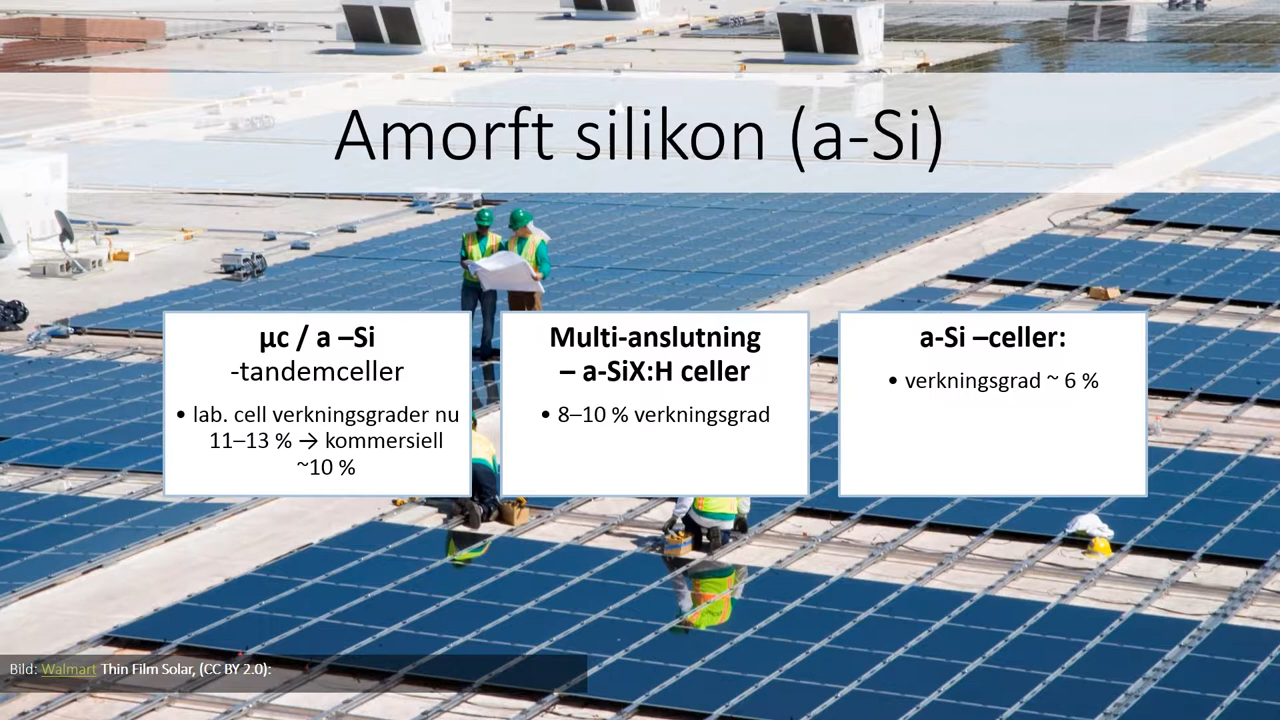 Amorft silikon (a-Si)
µc / a –Si
-tandemceller
• lab. cell verkningsgrader nu
11–13 % → kommersiell
~10 %
Multi-anslutning
– a-SiX:H celler
• 8–10 % verkningsgrad
a-Si –celler:
• verkningsgrad ~ 6 %
Bild: Walmart Thin Film Solar, (CC BY 2.0):